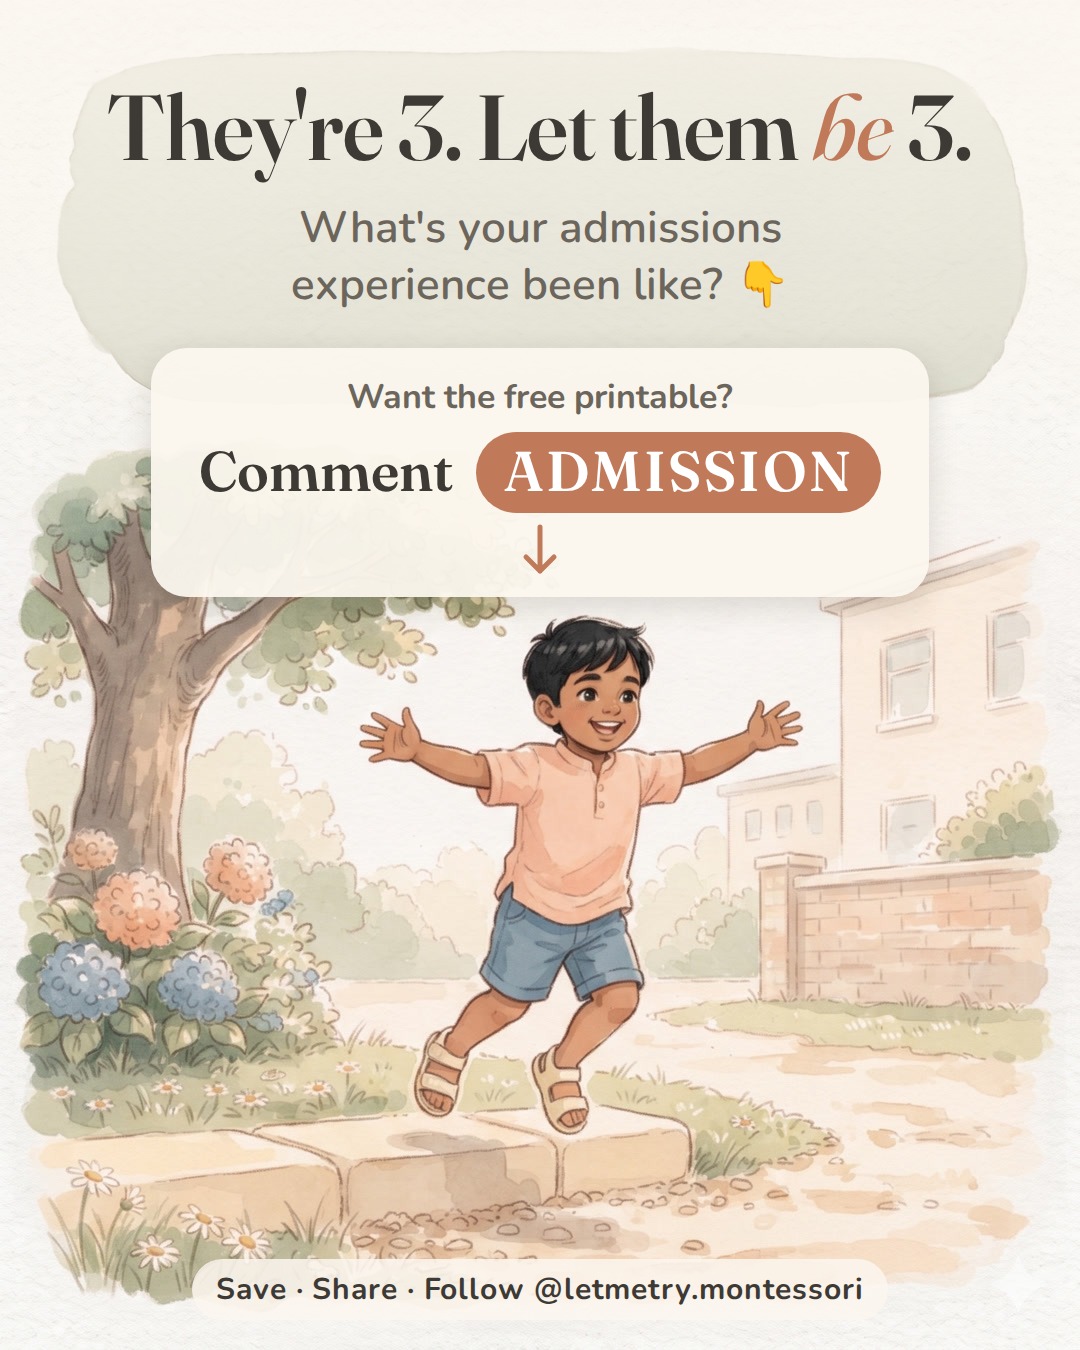 They're 3. Let them be 3.
What's your admissions
experience been like? 👇
Want the free printable?
Comment ADMISSION
↓
Save · Share · Follow @letmetry.montessori